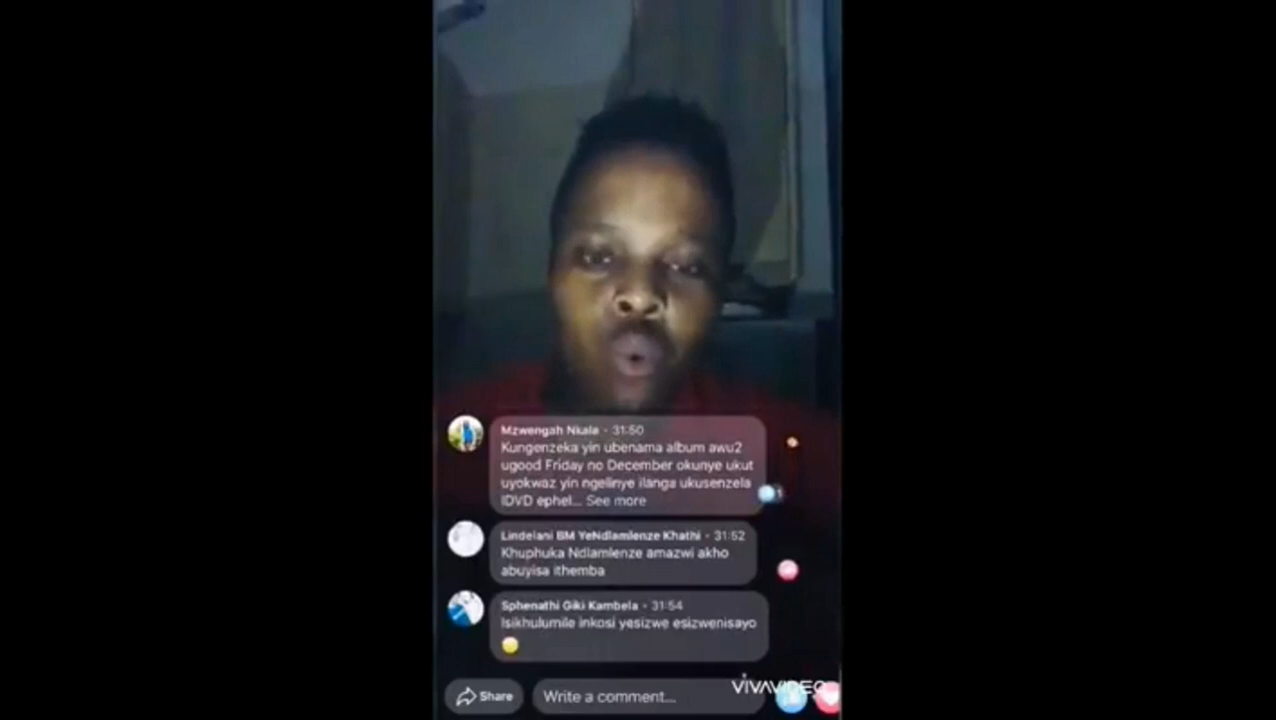 Mzwengah Nkala · 31:50
Kungenzeka yin ubenama album awu2
ugood Friday no December okunye ukut
uyokwaz yin ngelinye ilanga ukusenzela
IDVD ephel... See more
Lindelani BM YeNdlamlenze Khathi · 31:52
Khuphuka Ndlamlenze amazwi akho
abuyisa ithemba
Sphenathi Giki Kambela · 31:54
Isikhulumile inkosi yesizwe esizwenisayo
Share
Write a comment...
VIVAVIDEO